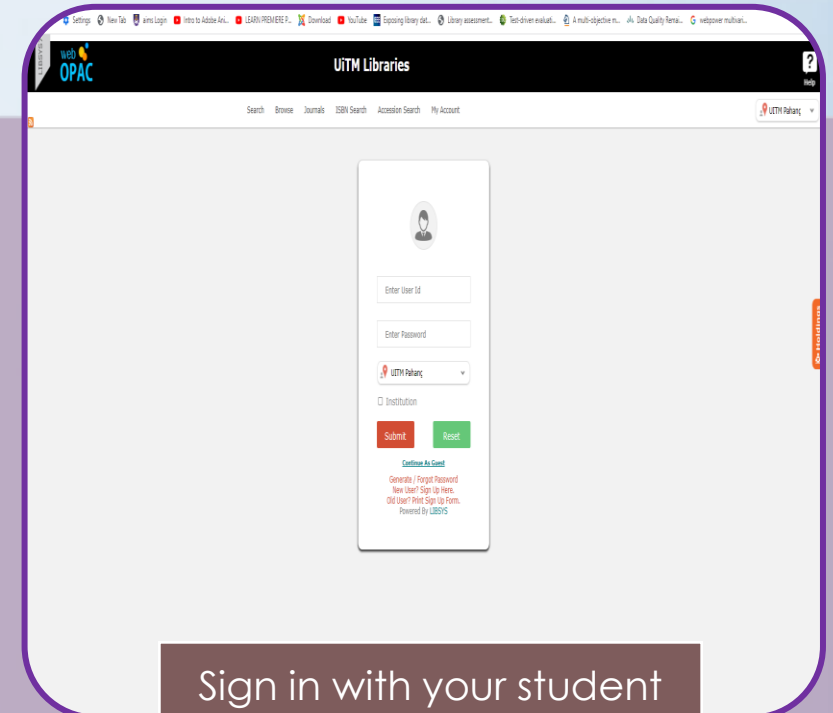 Settings New Tab aims Login Intro to Adobe Ani... LEARN PREMIERE P... Download YouTube Exposing library dat... Library assessment... Test-driven evaluati... A multi-objective m... Data Quality Remai... webpower multivari...
LIBSYS
web OPAC
UiTM Libraries
?
Help
Search Browse Journals ISBN Search Accession Search My Account
UITM Pahang
Enter User Id
Enter Password
UITM Pahang
Institution
Submit Reset
Continue As Guest
Generate / Forgot Password
New User? Sign Up Here.
Old User? Print Sign Up Form.
Powered By LIBSYS
Holdings
Sign in with your student